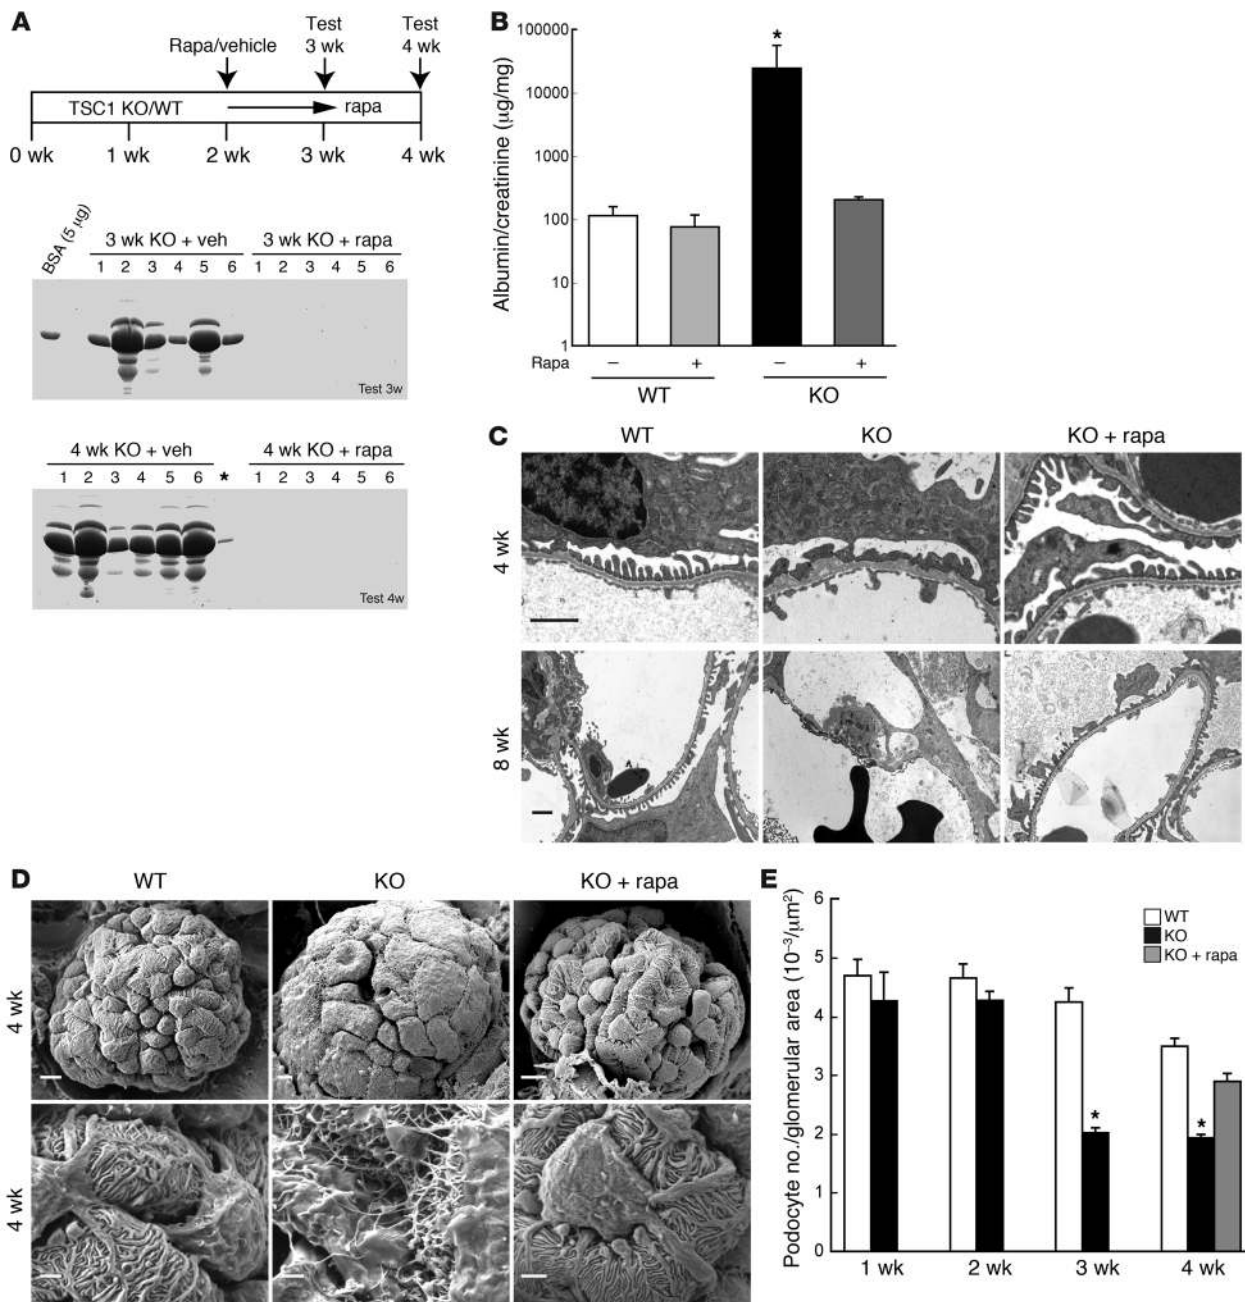 A
Test Test
Rapa/vehicle 3 wk 4 wk
TSC1 KO/WT rapa
0 wk 1 wk 2 wk 3 wk 4 wk
BSA (5 µg)
3 wk KO + veh 3 wk KO + rapa
1 2 3 4 5 6 1 2 3 4 5 6
Test 3w
4 wk KO + veh 4 wk KO + rapa
1 2 3 4 5 6 * 1 2 3 4 5 6
Test 4w
B
Albumin/creatinine (µg/mg)
100000
10000
1000
100
10
1
*
Rapa − + − +
WT KO
C
WT KO KO + rapa
4 wk
8 wk
D
WT KO KO + rapa
4 wk
4 wk
E
Podocyte no./glomerular area (10⁻³/µm²)
6
5
4
3
2
1
0
WT
KO
KO + rapa
* *
1 wk 2 wk 3 wk 4 wk